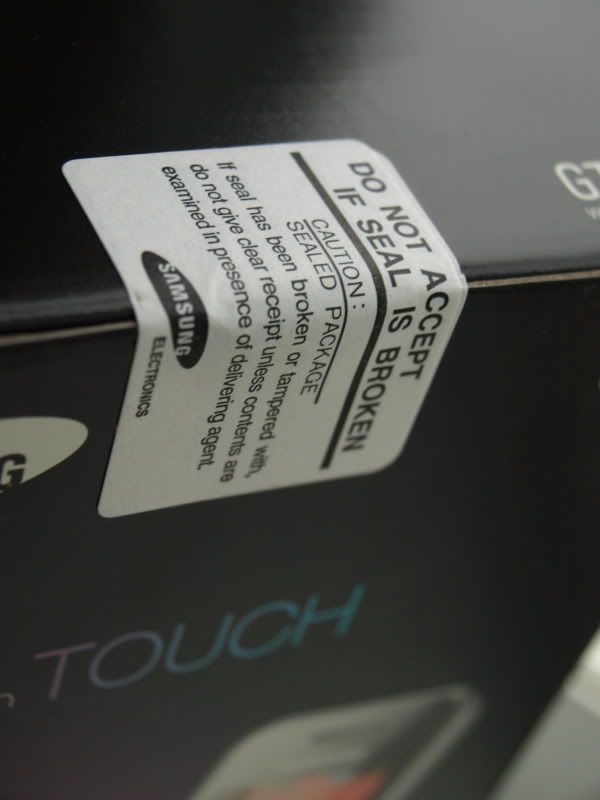 DO NOT ACCEPT
IF SEAL IS BROKEN
CAUTION:
SEALED PACKAGE
If seal has been broken or tampered with,
do not give clear receipt unless contents are
examined in presence of delivering agent.
SAMSUNG
ELECTRONICS
TOUCH